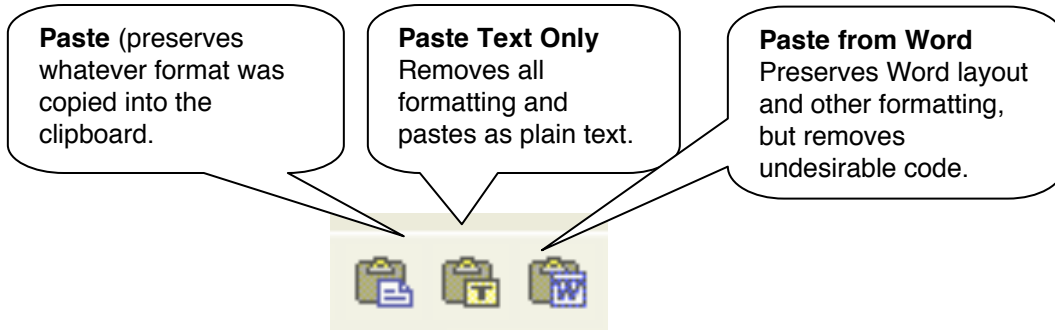 Paste (preserves
whatever format was
copied into the
clipboard.
Paste Text Only
Removes all
formatting and
pastes as plain text.
Paste from Word
Preserves Word layout
and other formatting,
but removes
undesirable code.
T
W